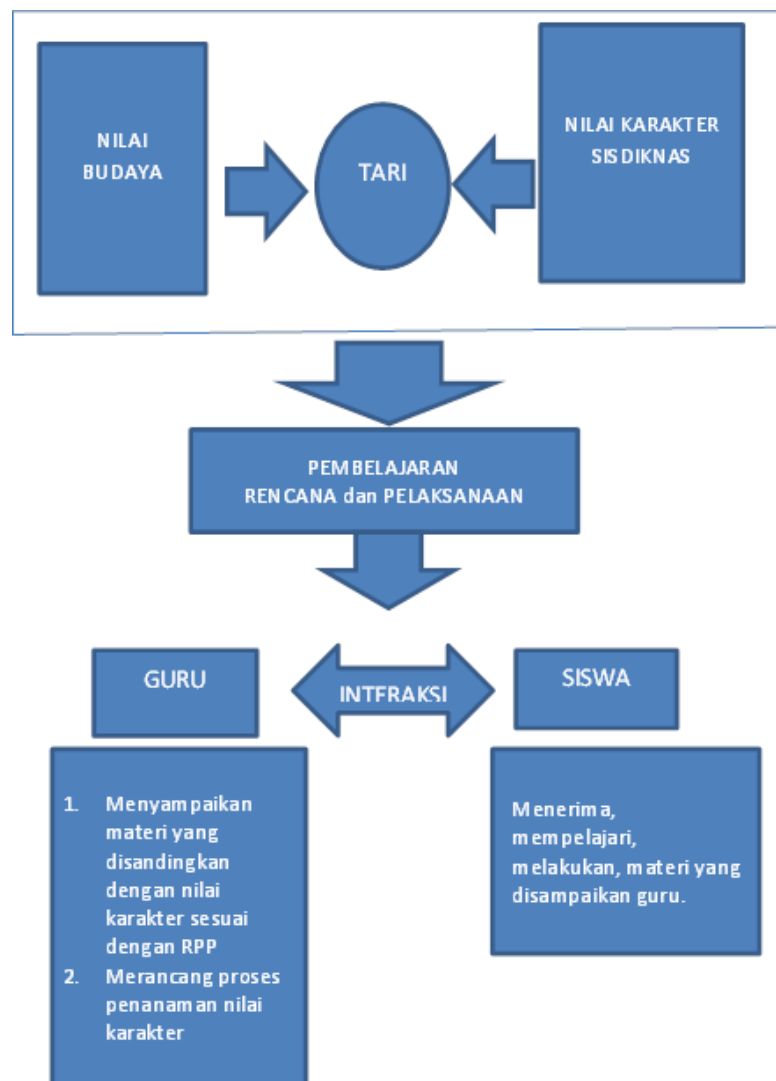 NILAI
BUDAYA
TARI
NILAI KARAKTER
SISDIKNAS
PEMBELAJARAN
RENCANA dan PELAKSANAAN
GURU
INTERAKSI
SISWA
1. Menyampaikan
materi yang
disandingkan
dengan nilai
karakter sesuai
dengan RPP
2. Merancang proses
penanaman nilai
karakter
Menerima,
mempelajari,
melakukan, materi yang
disampaikan guru.